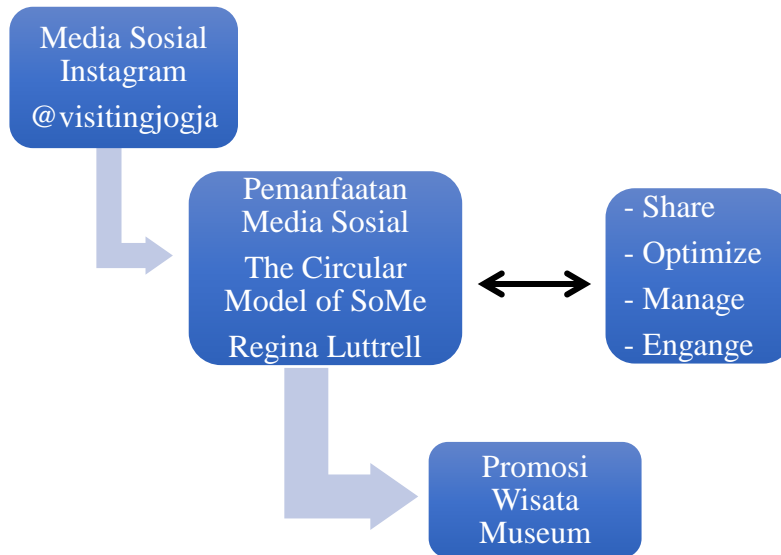 Media Sosial
Instagram
@visitingjogja
Pemanfaatan
Media Sosial
The Circular
Model of SoMe
Regina Luttrell
- Share
- Optimize
- Manage
- Engange
Promosi
Wisata
Museum